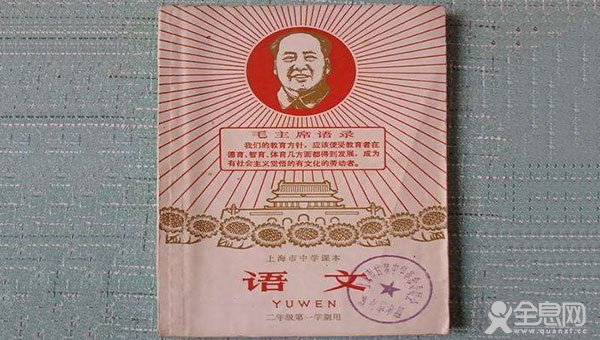 毛主席语录
我们的教育方针，应该使受教育者在
德育、智育、体育几方面都得到发展，成为
有社会主义觉悟的有文化的劳动者。
上海市中学课本
语文
YUWEN
二年级第一学期用
全息网
www.quanxi.cc